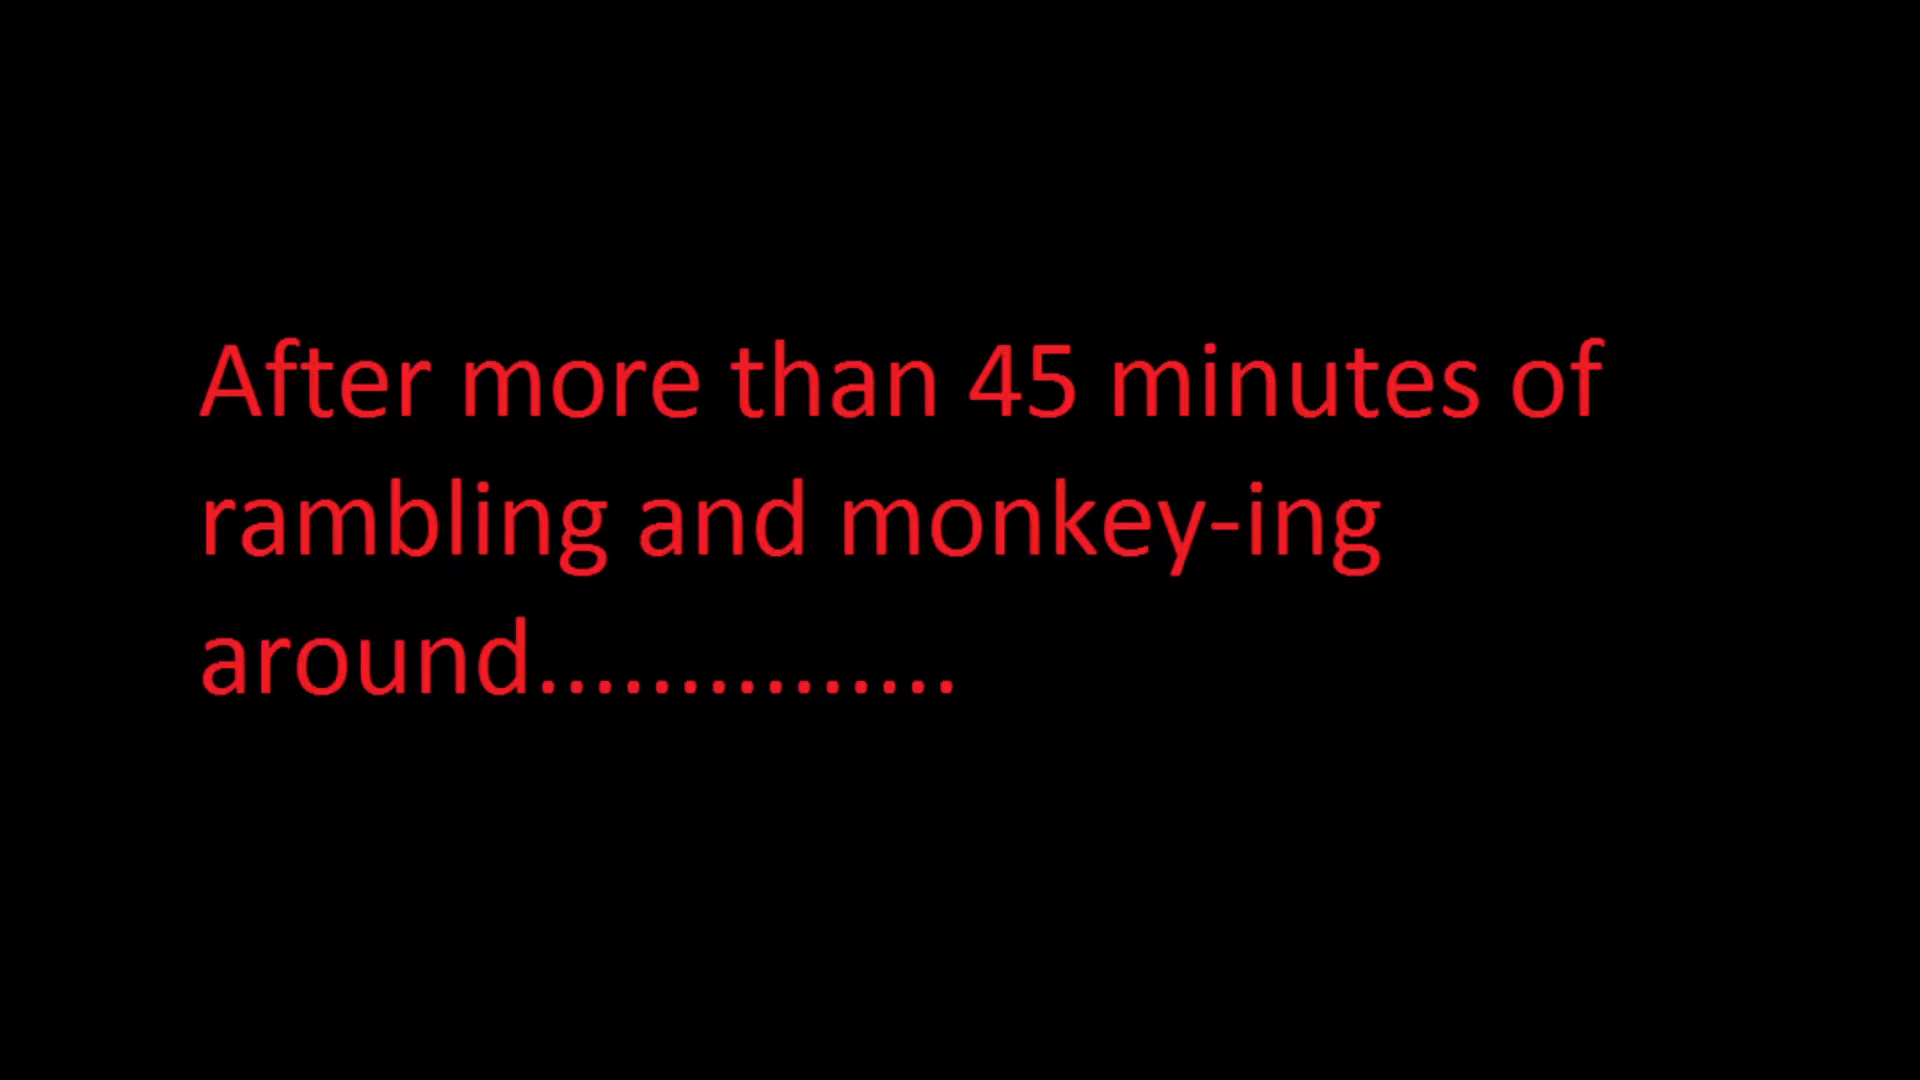 After more than 45 minutes of
rambling and monkey-ing
around...............